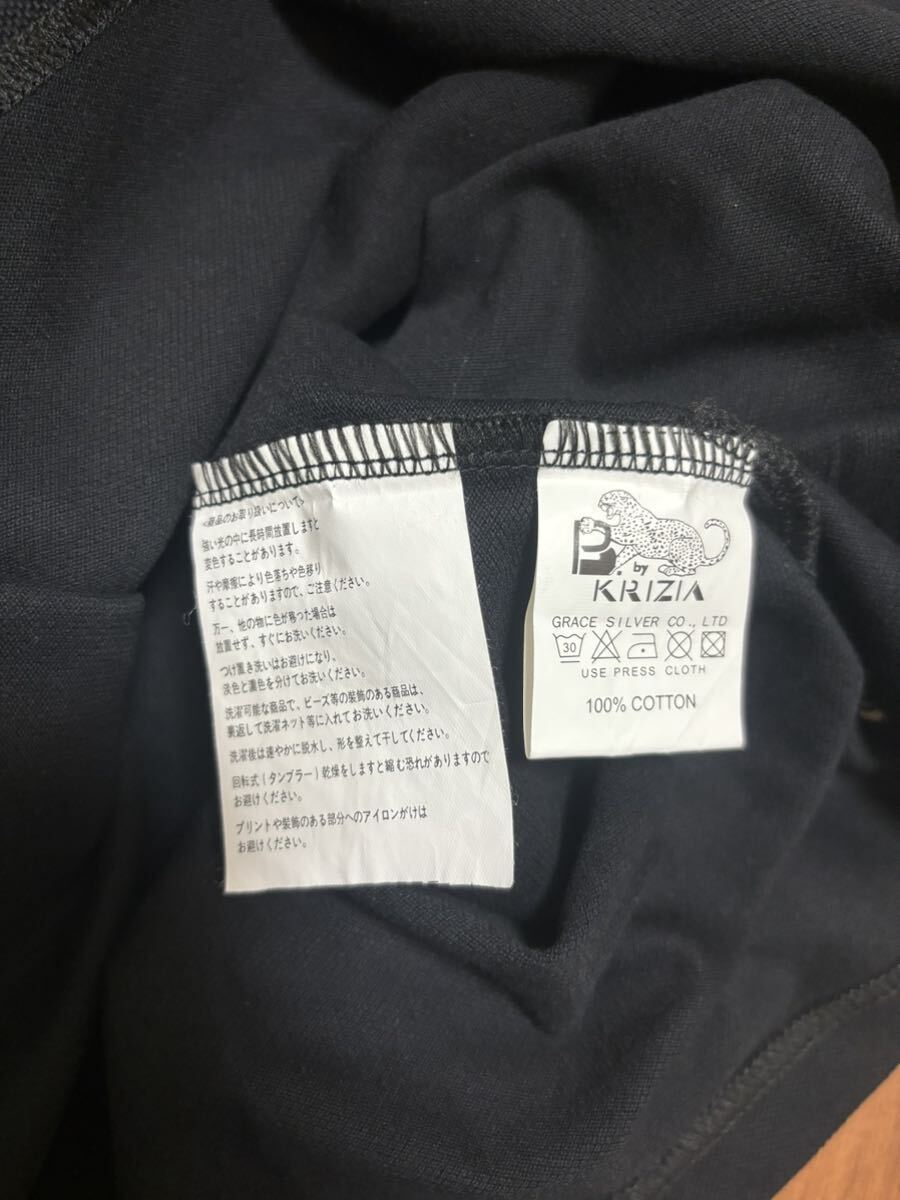 <商品のお取り扱いについて>
強い光の中に長時間放置しますと
変色することがあります。
汗や摩擦により色落ちや色移り
することがありますので、ご注意ください。
万一、他の物に色が移った場合は
放置せず、すぐにお洗いください。
つけ置き洗いはお避けになり、
淡色と濃色を分けてお洗いください。
洗濯可能な商品で、ビーズ等の装飾のある商品は、
裏返して洗濯ネット等に入れてお洗いください。
洗濯後は速やかに脱水し、形を整えて干してください。
回転式(タンブラー)乾燥をしますと縮む恐れがありますので
お避けください。
プリントや装飾のある部分へのアイロンがけは
お避けください。
B. by
KRIZIA
GRACE SILVER CO., LTD
30
USE PRESS CLOTH
100% COTTON